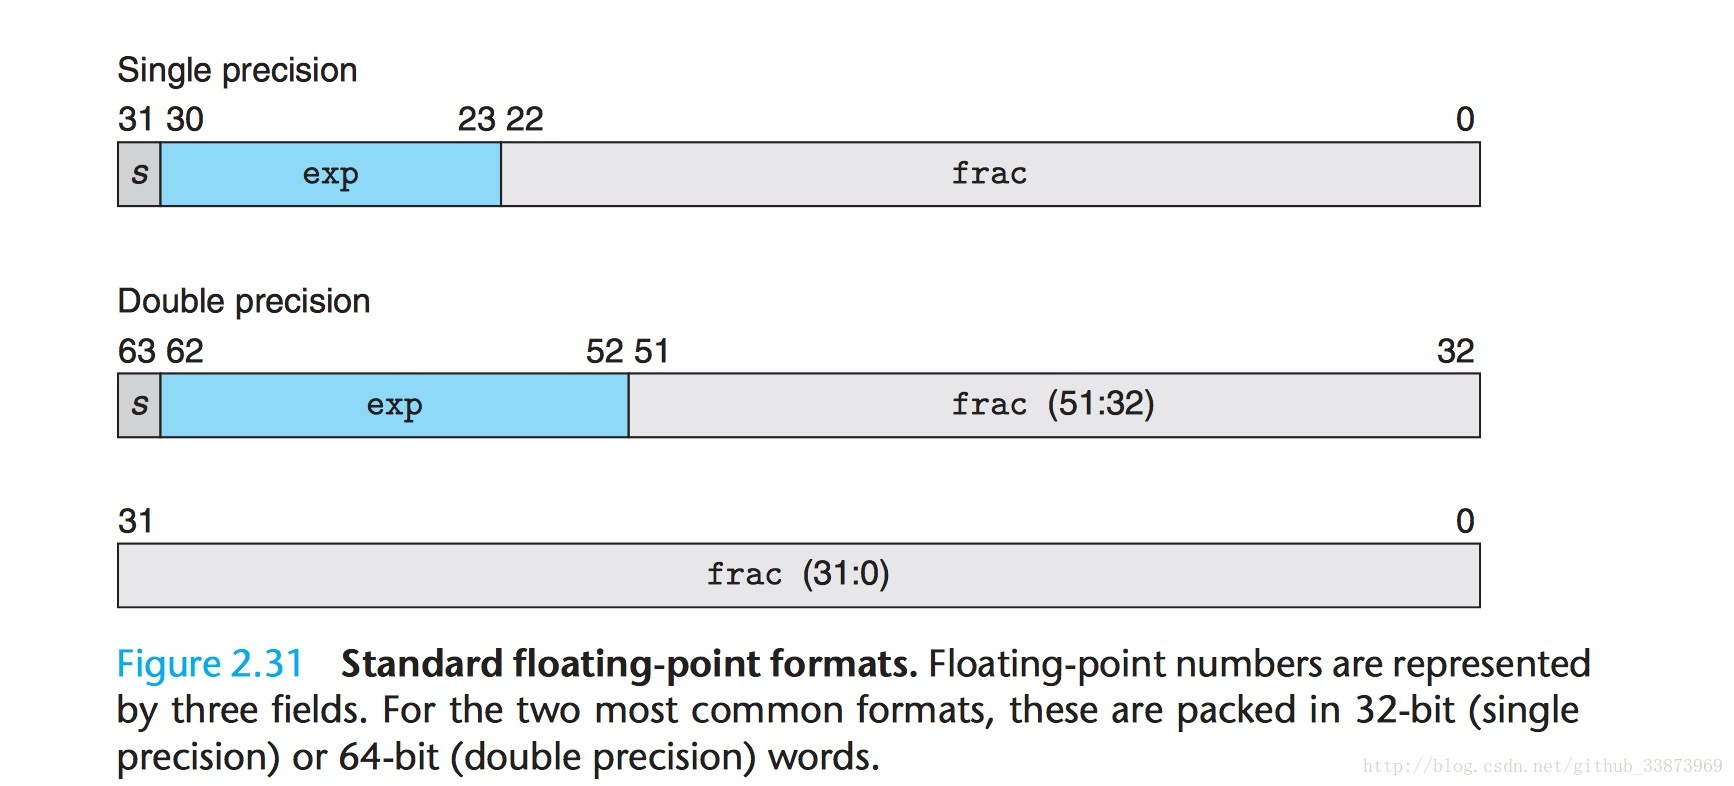 Single precision
31 30 23 22 0
s exp frac
Double precision
63 62 52 51 32
s exp frac (51:32)
31 0
frac (31:0)
Figure 2.31 Standard floating-point formats. Floating-point numbers are represented
by three fields. For the two most common formats, these are packed in 32-bit (single
precision) or 64-bit (double precision) words.
http://blog.csdn.net/github_33873969